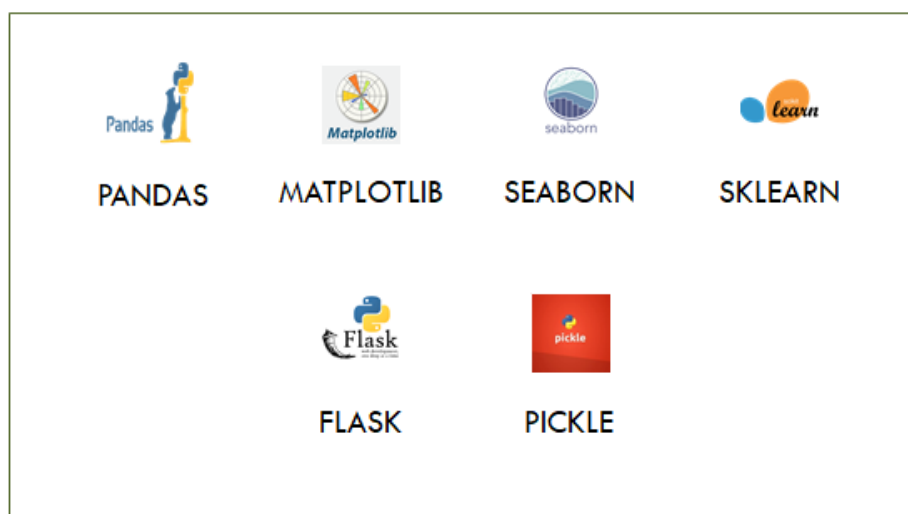 Pandas
Matplotlib
seaborn
learn
PANDAS
MATPLOTLIB
SEABORN
SKLEARN
Flask
pickle
FLASK
PICKLE